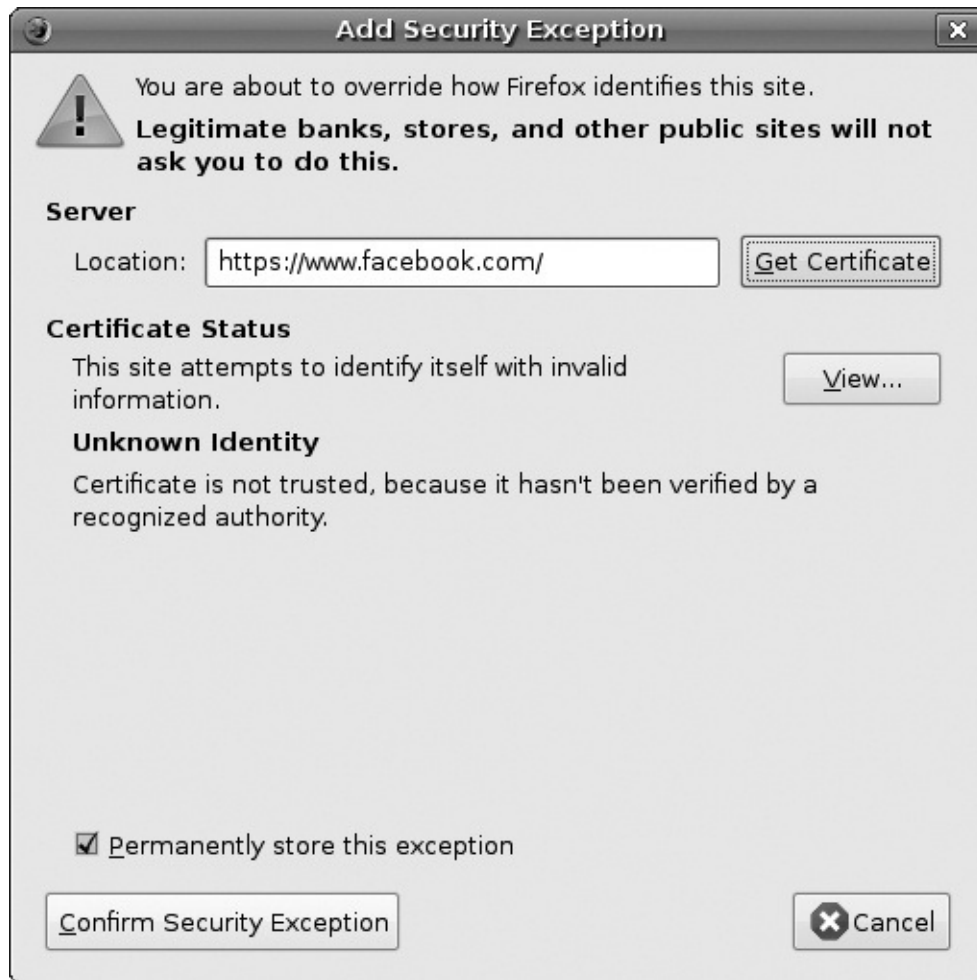 Add Security Exception
You are about to override how Firefox identifies this site.
Legitimate banks, stores, and other public sites will not
ask you to do this.
Server
Location: https://www.facebook.com/ Get Certificate
Certificate Status
This site attempts to identify itself with invalid
information.
View...
Unknown Identity
Certificate is not trusted, because it hasn't been verified by a
recognized authority.
Permanently store this exception
Confirm Security Exception Cancel